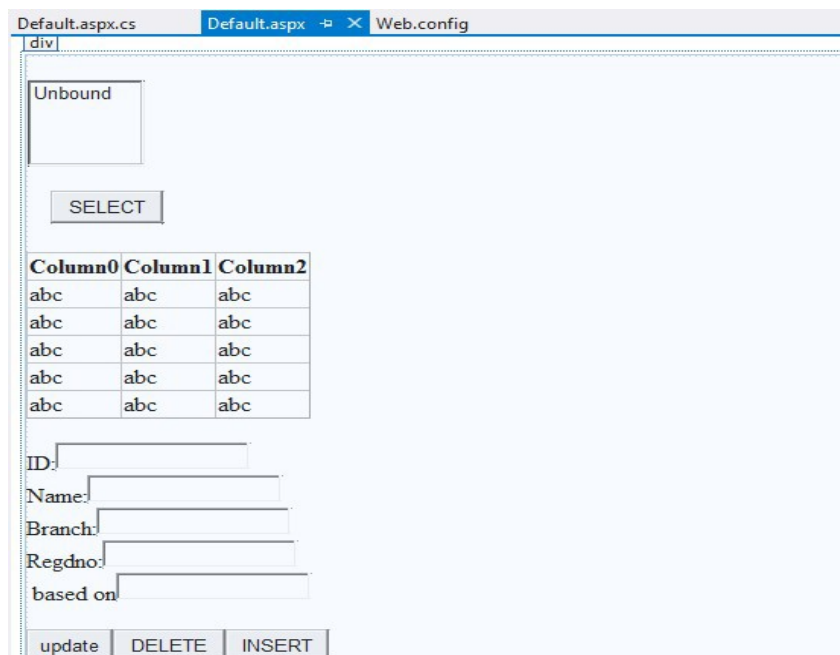 Default.aspx.cs Default.aspx Web.config
div
Unbound
SELECT
Column0 Column1 Column2
abc abc abc
abc abc abc
abc abc abc
abc abc abc
abc abc abc
ID:
Name:
Branch:
Regdno:
based on
update DELETE INSERT